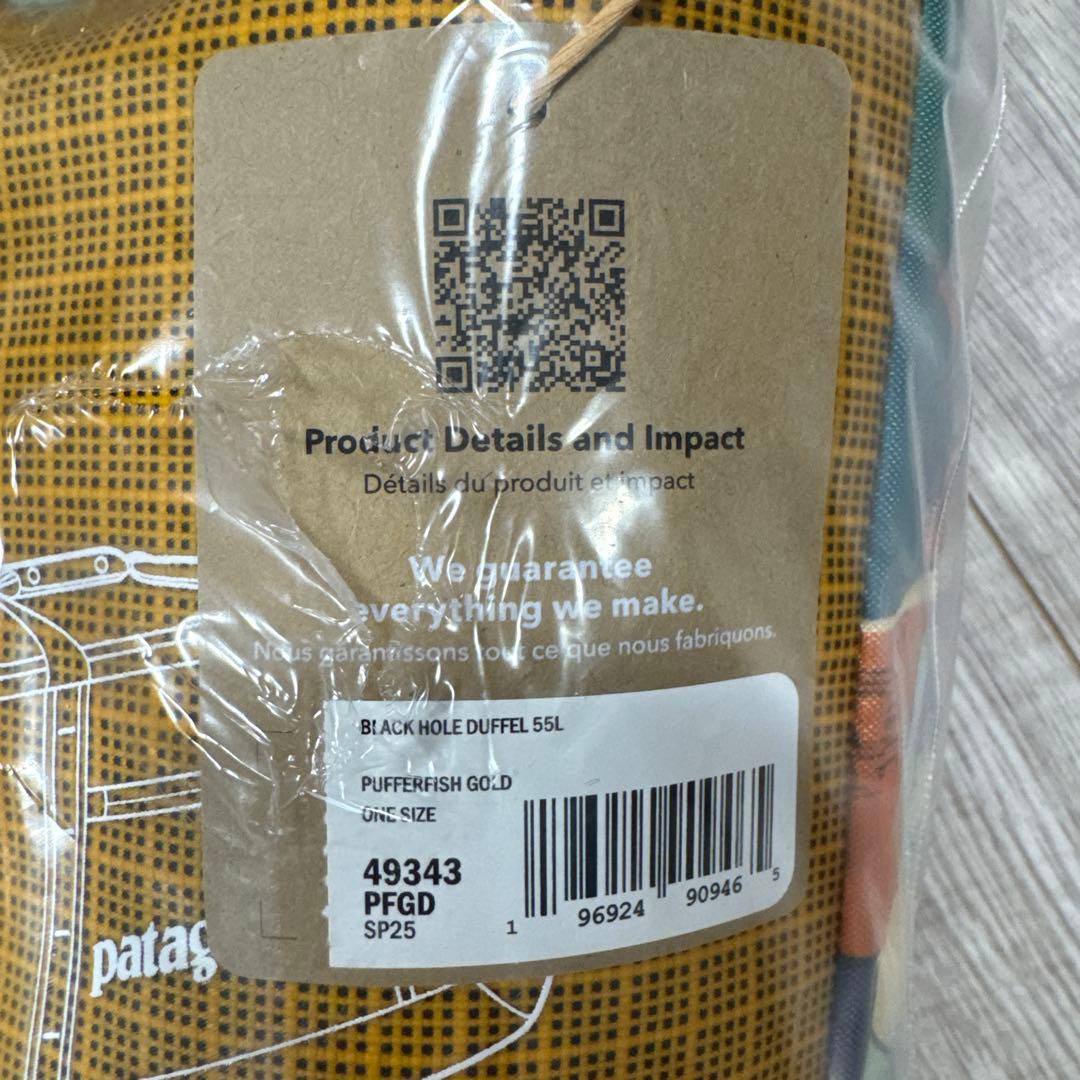 Product Details and Impact
Détails du produit et impact
We guarantee
everything we make.
Nous garantissons tout ce que nous fabriquons.
BLACK HOLE DUFFEL 55L
PUFFERFISH GOLD
ONE SIZE
49343
PFGD
SP25
1 96924 90946 5
patag